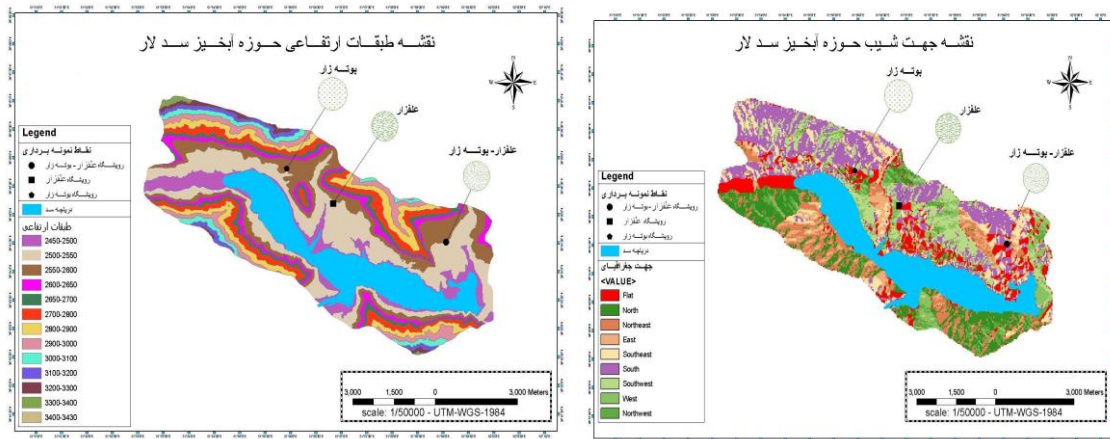 نقشه طبقات ارتفاعی حوزه آبخیز سد لار
بوته زار
علفزار
علفزار- بوته زار
N
W
E
S
Legend
نقاط نمونه برداری
رویشگاه علفزار-بوته زار
رویشگاه علفزار
رویشگاه بوته زار
دریاچه سد
طبقات ارتفاعی
2450-2500
2500-2550
2550-2600
2600-2650
2650-2700
2700-2800
2800-2900
2900-3000
3000-3100
3100-3200
3200-3300
3300-3400
3400-3430
3,000 1,500 0 3,000 Meters
scale: 1/50000 - UTM-WGS-1984
نقشه جهت شیب حوزه آبخیز سد لار
بوته زار
علفزار
علفزار- بوته زار
N
W
E
S
Legend
نقاط نمونه برداری
رویشگاه علفزار-بوته زار
رویشگاه علفزار
رویشگاه بوته زار
دریاچه سد
جهت جغرافیای
<VALUE>
Flat
North
Northeast
East
Southeast
South
Southwest
West
Northwest
3,000 1,500 0 3,000 Meters
scale: 1/50000 - UTM-WGS-1984